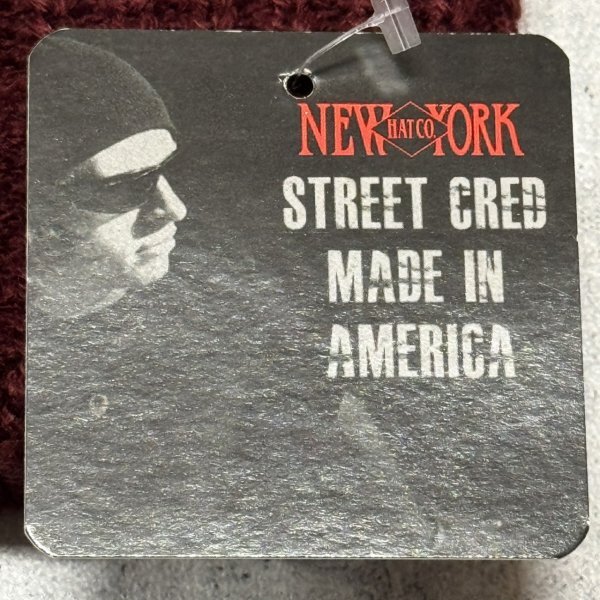 NEW HAT CO. YORK
STREET CRED
MADE IN
AMERICA